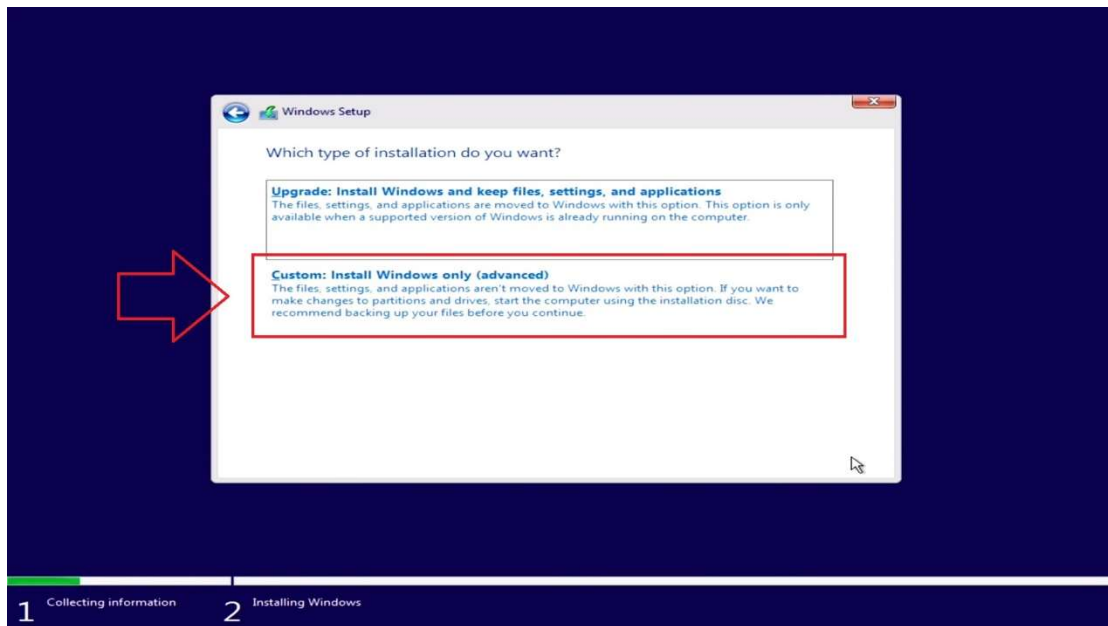 Windows Setup
Which type of installation do you want?
Upgrade: Install Windows and keep files, settings, and applications
The files, settings, and applications are moved to Windows with this option. This option is only
available when a supported version of Windows is already running on the computer.
Custom: Install Windows only (advanced)
The files, settings, and applications aren't moved to Windows with this option. If you want to
make changes to partitions and drives, start the computer using the installation disc. We
recommend backing up your files before you continue.
1 Collecting information 2 Installing Windows